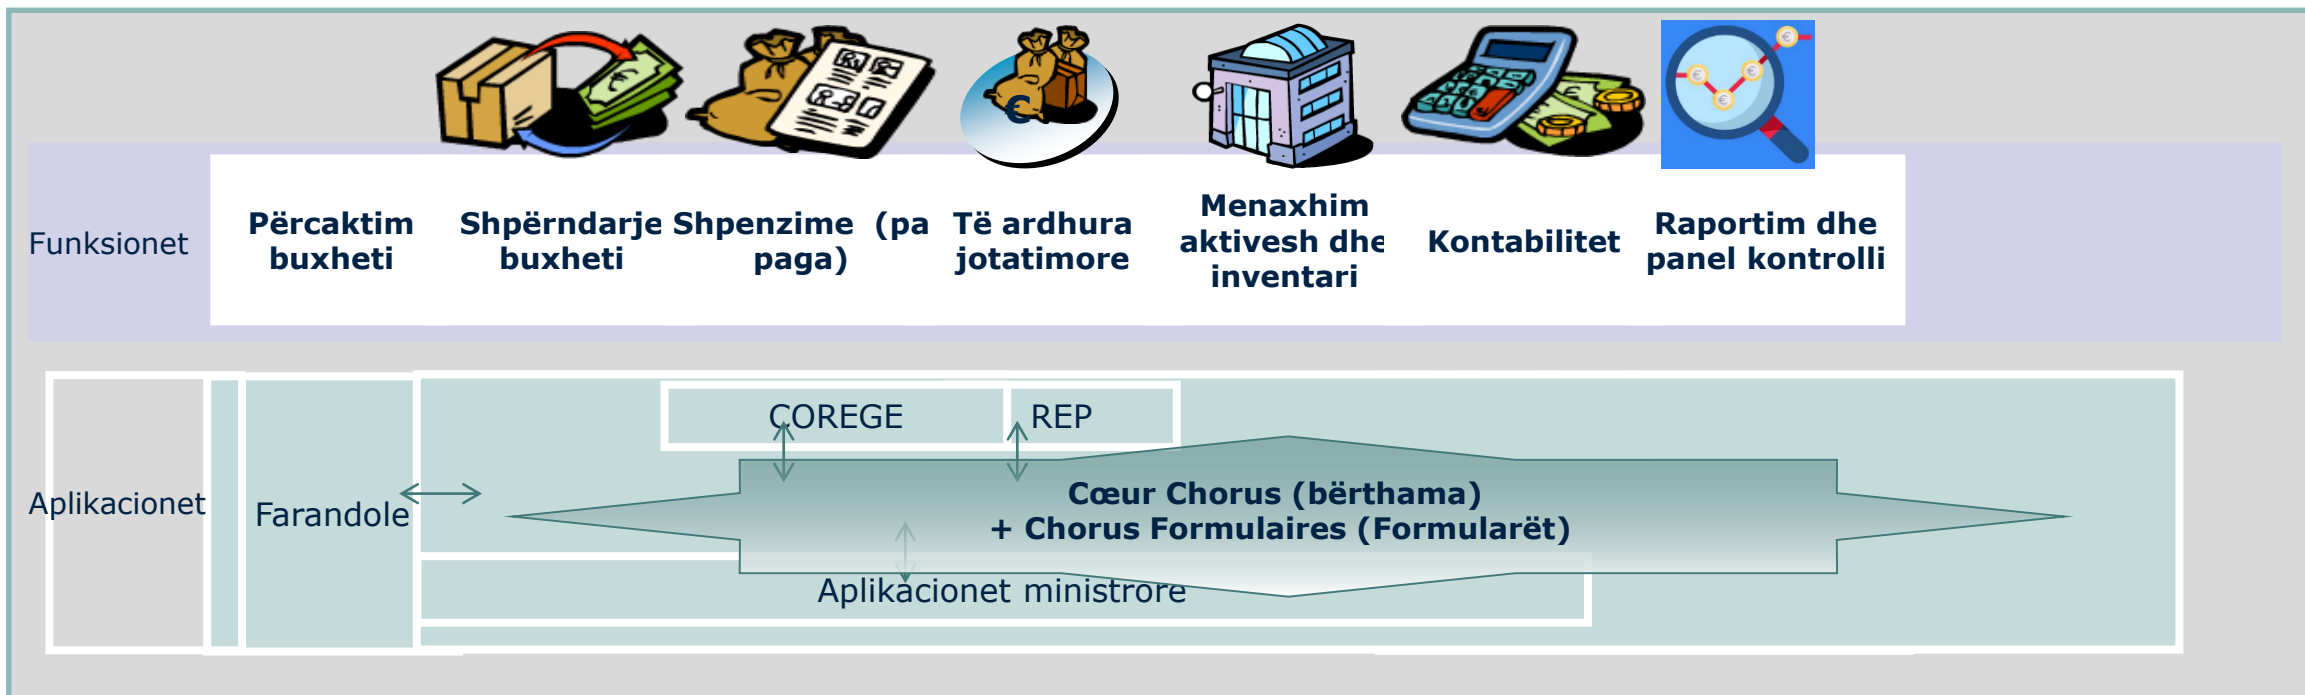 Funksionet
Përcaktim
buxheti
Shpërndarje
buxheti
Shpenzime (pa
paga)
Të ardhura
jotatimore
Menaxhim
aktivesh dhe
inventari
Kontabilitet
Raportim dhe
panel kontrolli
Aplikacionet
Farandole
COREGE
REP
Cœur Chorus (bërthama)
+ Chorus Formulaires (Formularët)
Aplikacionet ministrore